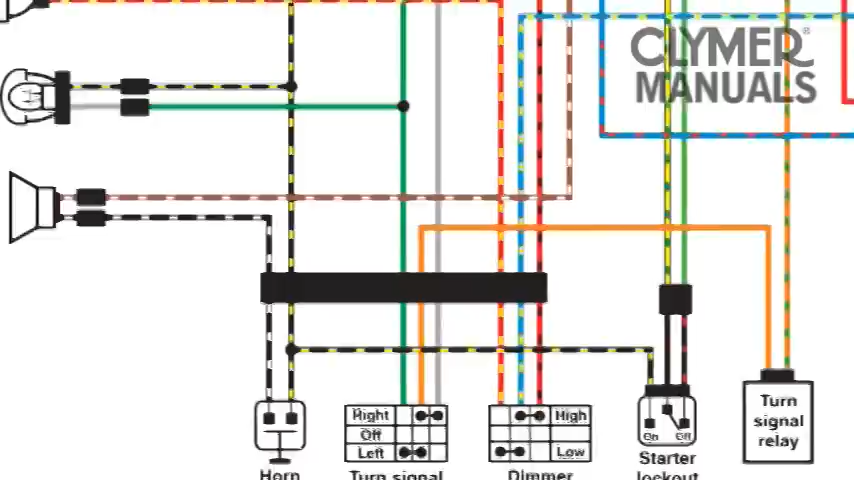 CLYMER®
MANUALS
Right
High
Off
Left
Low
On
Off
Turn
signal
relay
Horn
Turn signal
Dimmer
Starter
lockout